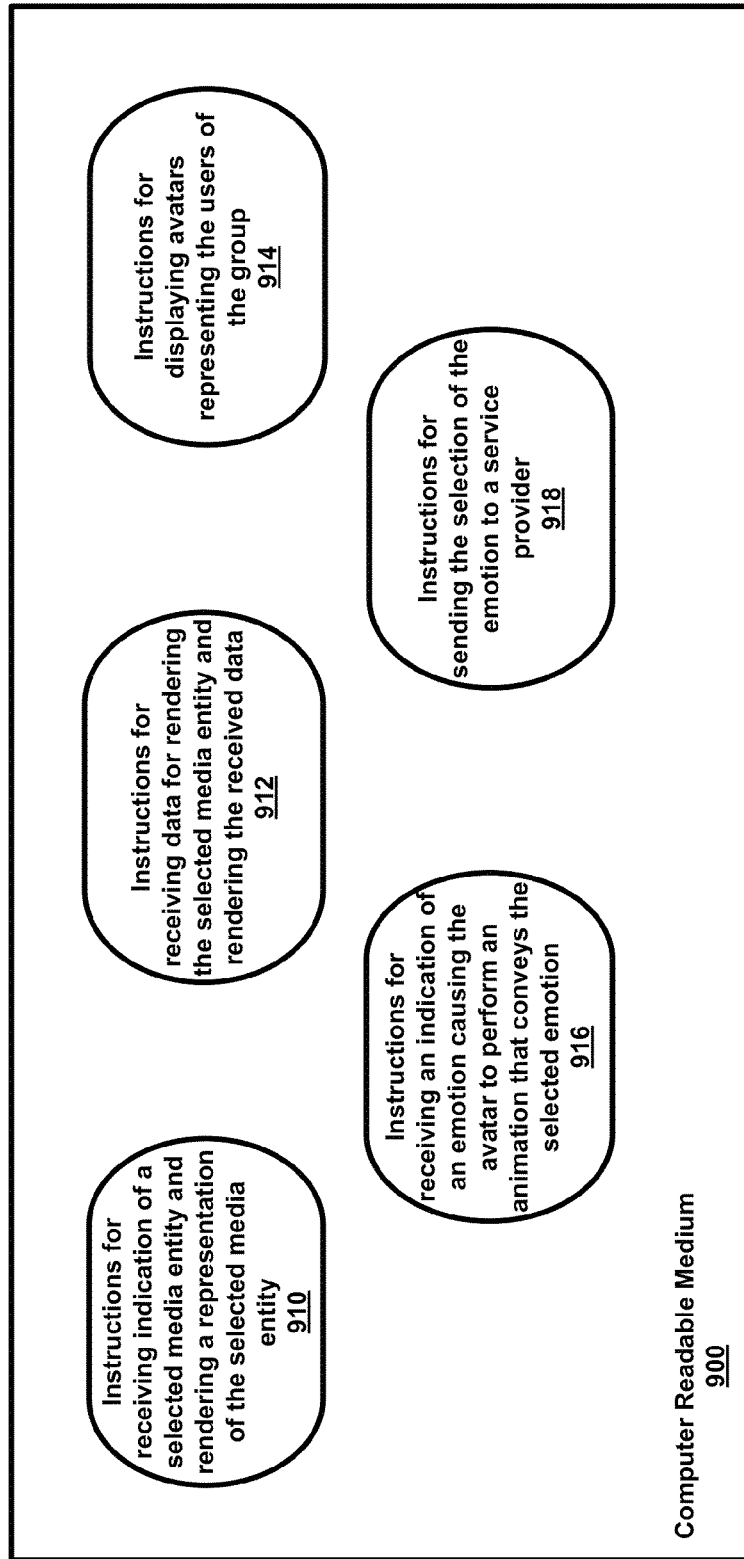 Instructions for
receiving indication of a
selected media entity and
rendering a representation
of the selected media
entity
910
Instructions for
receiving data for rendering
the selected media entity and
rendering the received data
912
Instructions for
displaying avatars
representing the users of
the group
914
Instructions for
receiving an indication of
an emotion causing the
avatar to perform an
animation that conveys the
selected emotion
916
Instructions for
sending the selection of the
emotion to a service
provider
918
Computer Readable Medium
900